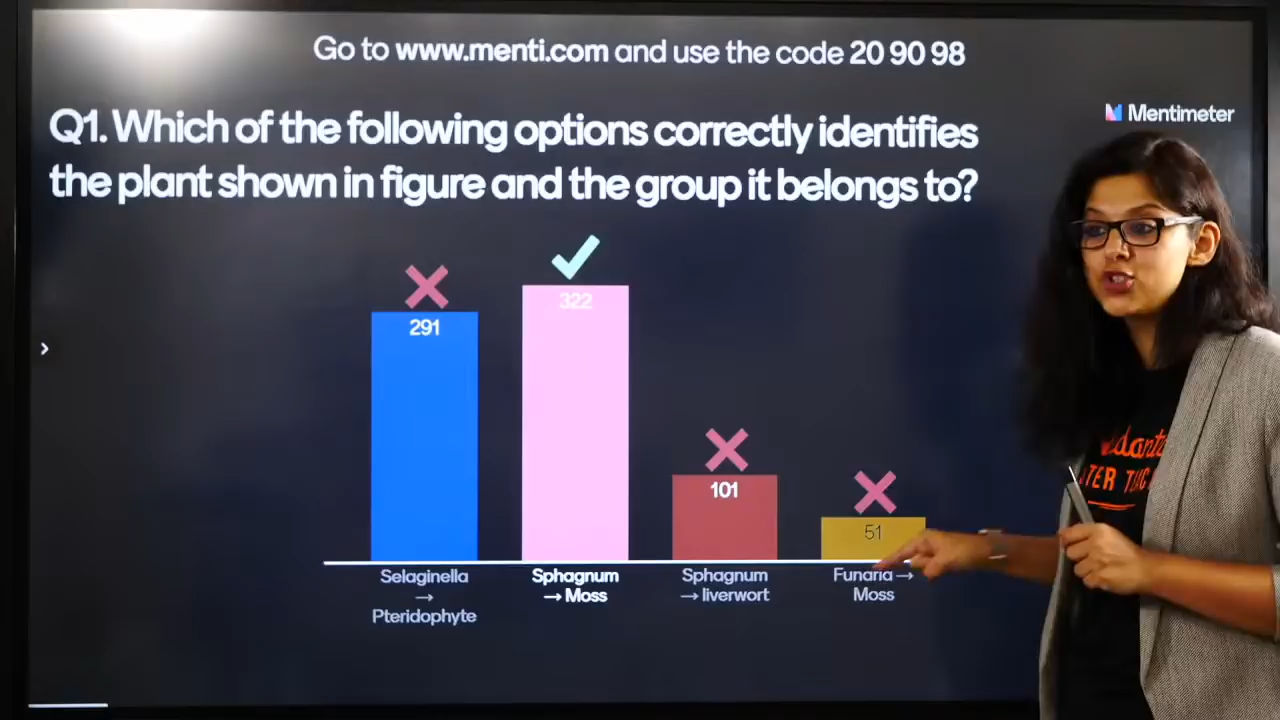 Go to www.menti.com and use the code 20 90 98
Mentimeter
Q1. Which of the following options correctly identifies
the plant shown in figure and the group it belongs to?
322
291
101
51
Selaginella
→
Pteridophyte
Sphagnum
→ Moss
Sphagnum
→ liverwort
Funaria →
Moss